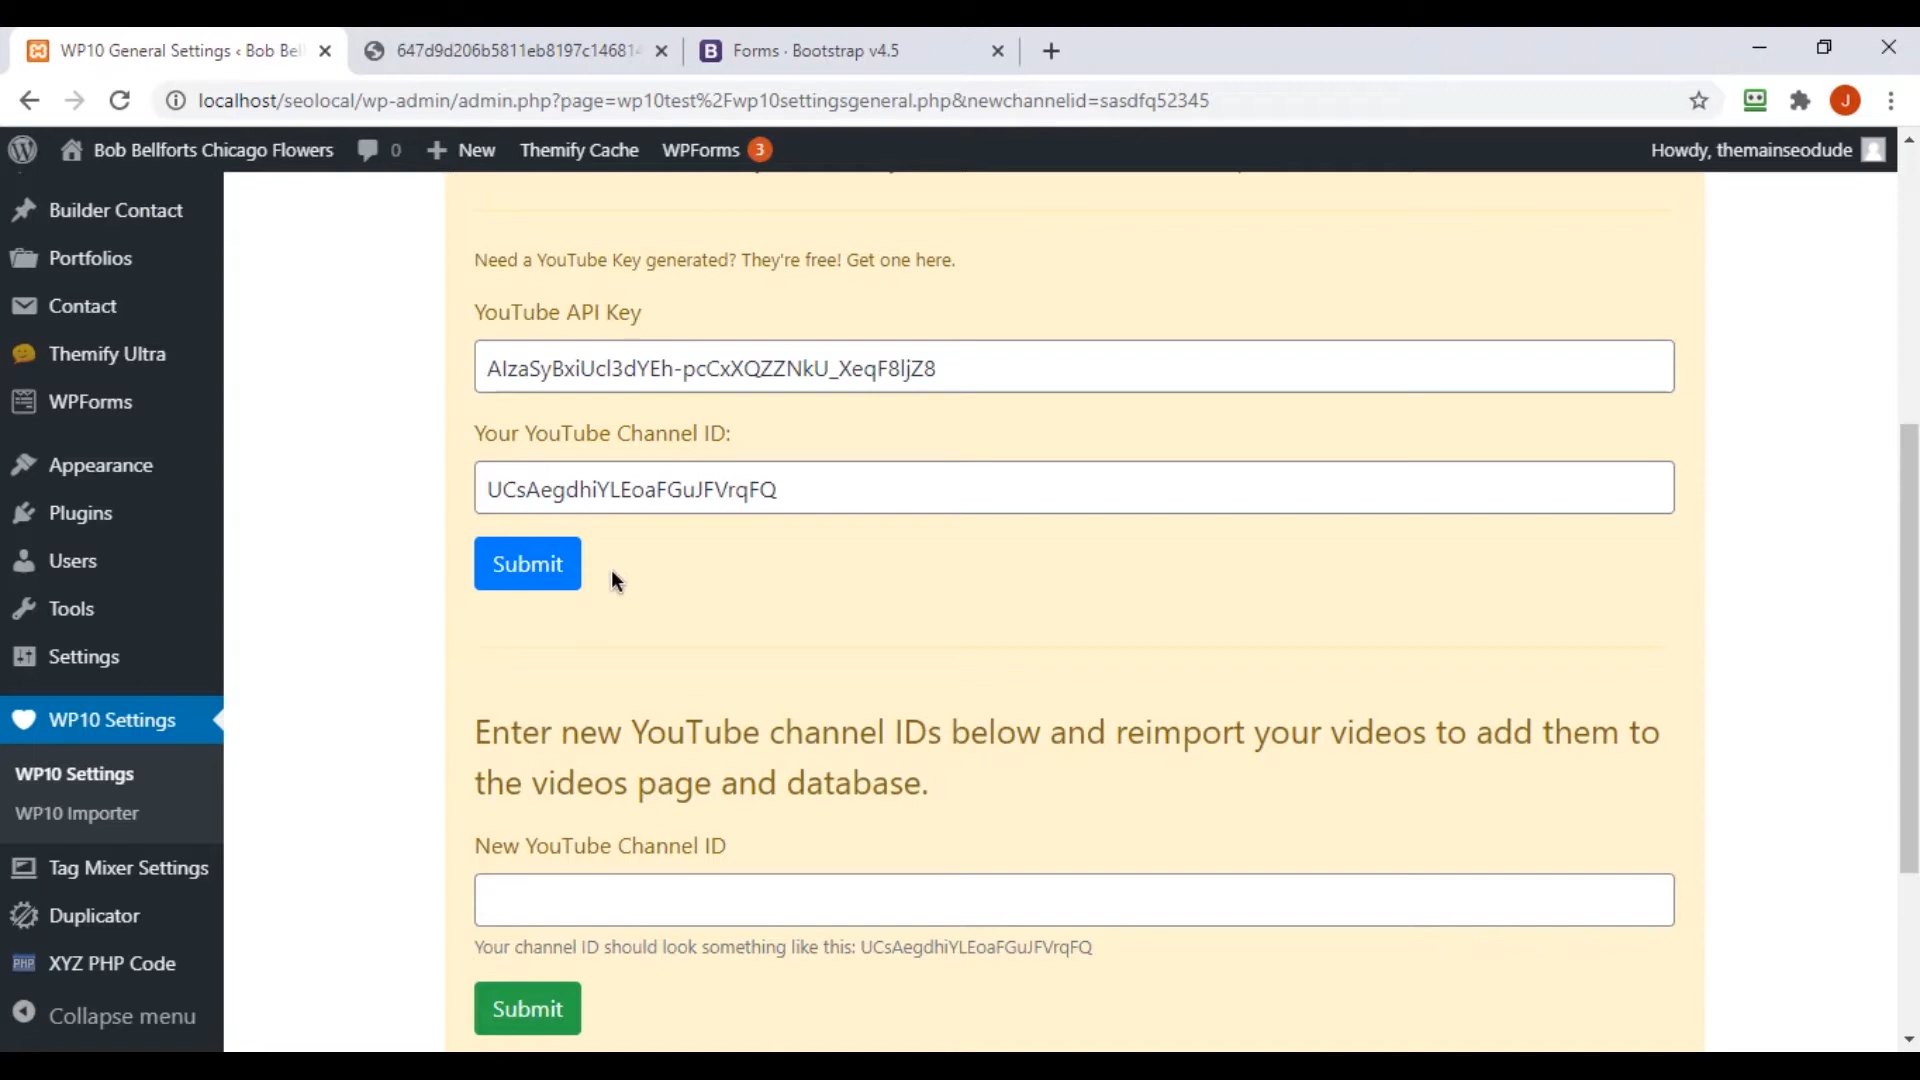 WP10 General Settings ‹ Bob Bel
647d9d206b5811eb8197c14681
Forms · Bootstrap v4.5
localhost/seolocal/wp-admin/admin.php?page=wp10test%2Fwp10settingsgeneral.php&newchannelid=sasdfq52345
J
Bob Bellforts Chicago Flowers
0
New
Themify Cache
WPForms 3
Howdy, themainseodude
Builder Contact
Portfolios
Contact
Themify Ultra
WPForms
Appearance
Plugins
Users
Tools
Settings
WP10 Settings
WP10 Settings
WP10 Importer
Tag Mixer Settings
Duplicator
PHP XYZ PHP Code
Collapse menu
Need a YouTube Key generated? They're free! Get one here.
YouTube API Key
AIzaSyBxiUcl3dYEh-pcCxXQZZNkU_XeqF8ljZ8
Your YouTube Channel ID:
UCsAegdhiYLEoaFGuJFVrqFQ
Submit
Enter new YouTube channel IDs below and reimport your videos to add them to
the videos page and database.
New YouTube Channel ID
Your channel ID should look something like this: UCsAegdhiYLEoaFGuJFVrqFQ
Submit